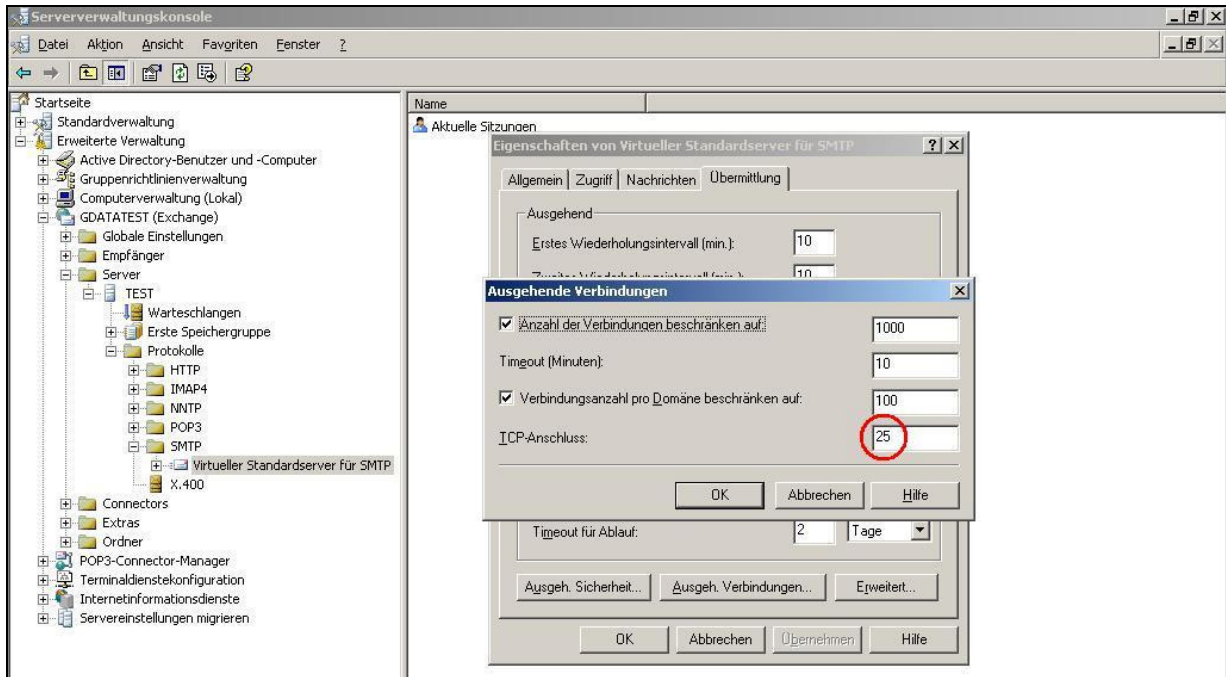 Serververwaltungskonsole
Datei Aktion Ansicht Favoriten Fenster ?
Startseite
Standardverwaltung
Erweiterte Verwaltung
Active Directory-Benutzer und -Computer
Gruppenrichtlinienverwaltung
Computerverwaltung (Lokal)
GDATATEST (Exchange)
Globale Einstellungen
Empfänger
Server
TEST
Warteschlangen
Erste Speichergruppe
Protokolle
HTTP
IMAP4
NNTP
POP3
SMTP
Virtueller Standardserver für SMTP
X.400
Connectors
Extras
Ordner
POP3-Connector-Manager
Terminaldienstekonfiguration
Internetinformationsdienste
Servereinstellungen migrieren
Name
Aktuelle Sitzungen
Eigenschaften von Virtueller Standardserver für SMTP
Allgemein Zugriff Nachrichten Übermittlung
Ausgehend
Erstes Wiederholungsintervall (min.): 10
Zweites Wiederholungsintervall (min.): 10
Ausgehende Verbindungen
Anzahl der Verbindungen beschränken auf: 1000
Timeout (Minuten): 10
Verbindungsanzahl pro Domäne beschränken auf: 100
TCP-Anschluss: 25
OK Abbrechen Hilfe
Timeout für Ablauf: 2 Tage
Ausgeh. Sicherheit... Ausgeh. Verbindungen... Erweitert...
OK Abbrechen Übernehmen Hilfe